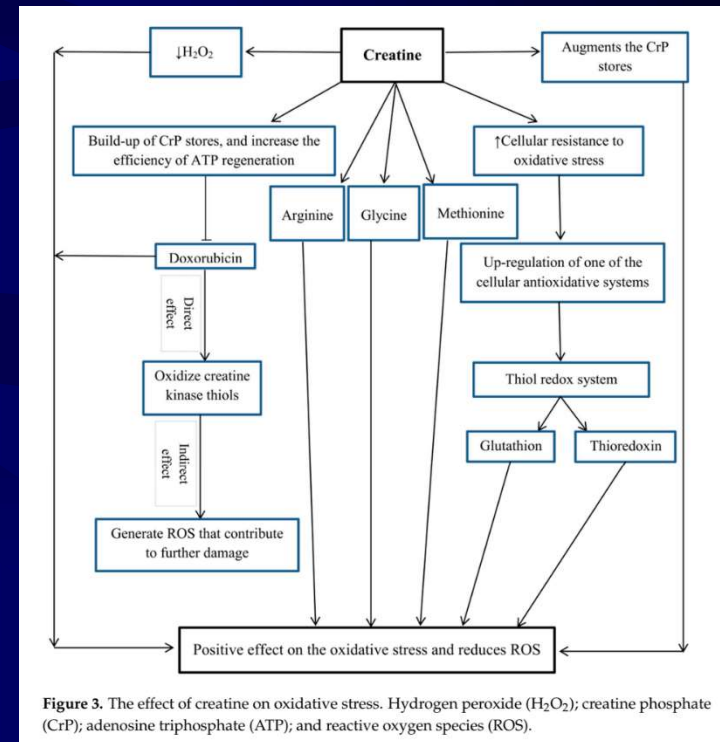 ↓H₂O₂
Creatine
Augments the CrP
stores
Build-up of CrP stores, and increase the
efficiency of ATP regeneration
↑Cellular resistance to
oxidative stress
Arginine
Glycine
Methionine
Doxorubicin
Up-regulation of one of the
cellular antioxidative systems
Direct
effect
Oxidize creatine
kinase thiols
Thiol redox system
Indirect
effect
Glutathion
Thioredoxin
Generate ROS that contribute
to further damage
Positive effect on the oxidative stress and reduces ROS
Figure 3. The effect of creatine on oxidative stress. Hydrogen peroxide (H₂O₂); creatine phosphate
(CrP); adenosine triphosphate (ATP); and reactive oxygen species (ROS).